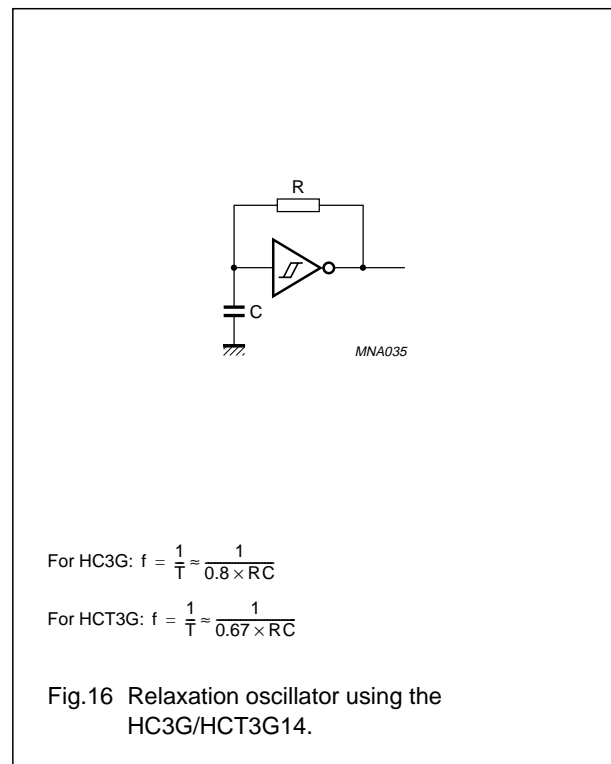 R
C
MNA035
For HC3G: f = 1/T ≈ 1/(0.8 × RC)
For HCT3G: f = 1/T ≈ 1/(0.67 × RC)
Fig.16 Relaxation oscillator using the
HC3G/HCT3G14.